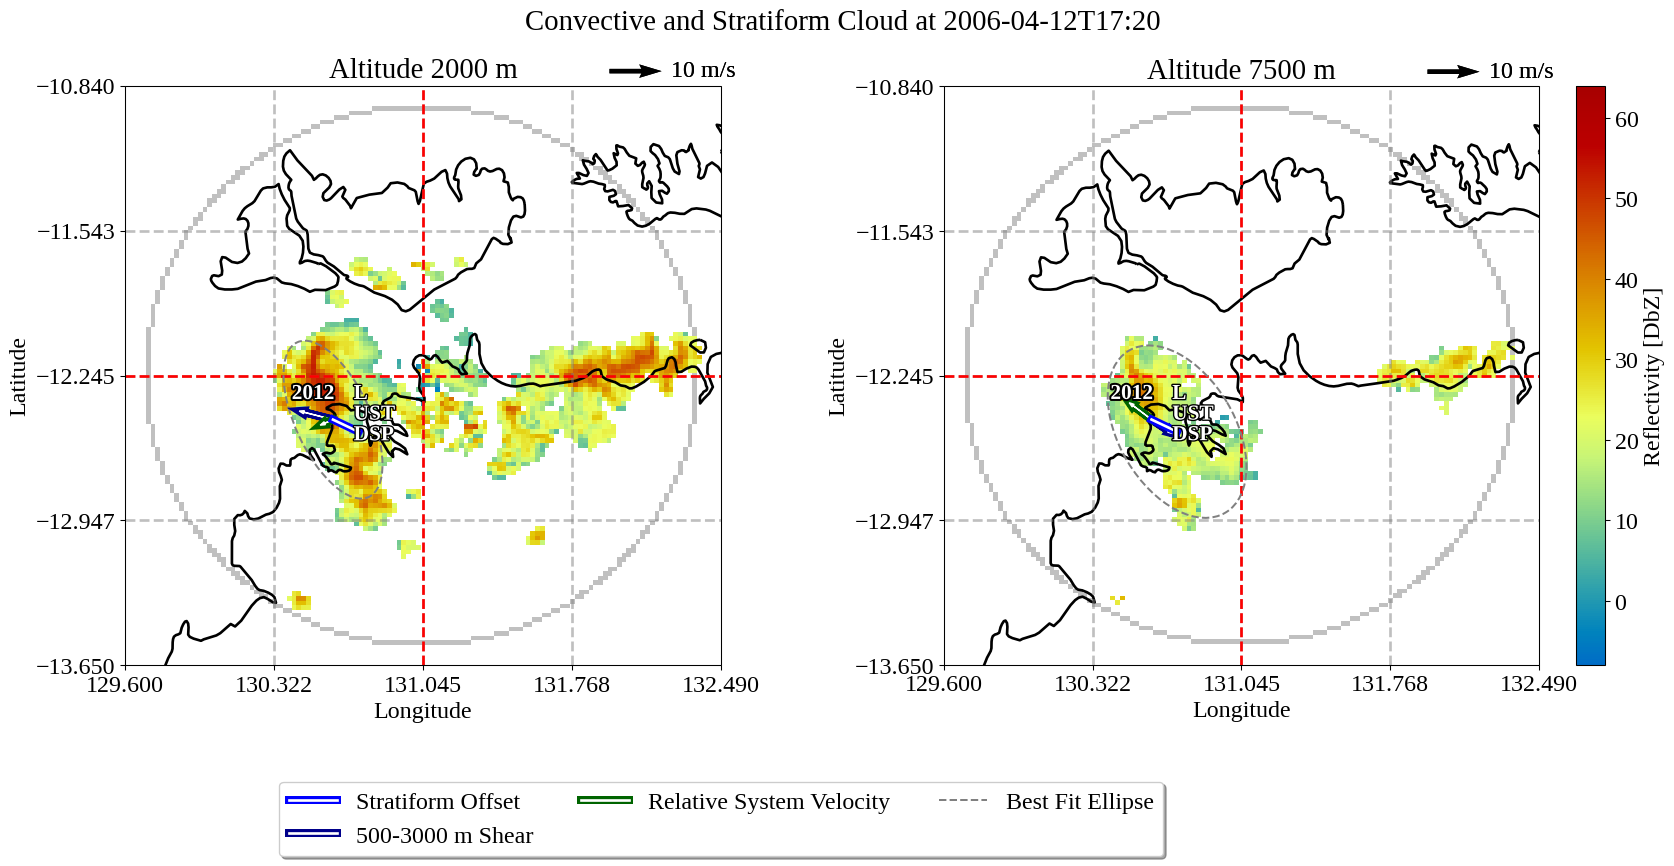 Convective and Stratiform Cloud at 2006-04-12T17:20
Altitude 2000 m
10 m/s
−10.840
−11.543
−12.245
−12.947
−13.650
129.600
130.322
131.045
131.768
132.490
Longitude
Latitude
2012
L
UST
DSP
Altitude 7500 m
10 m/s
−10.840
−11.543
−12.245
−12.947
−13.650
129.600
130.322
131.045
131.768
132.490
Longitude
Latitude
2012
L
UST
DSP
60
50
40
30
20
10
0
Reflectivity [DbZ]
Stratiform Offset
500-3000 m Shear
Relative System Velocity
Best Fit Ellipse